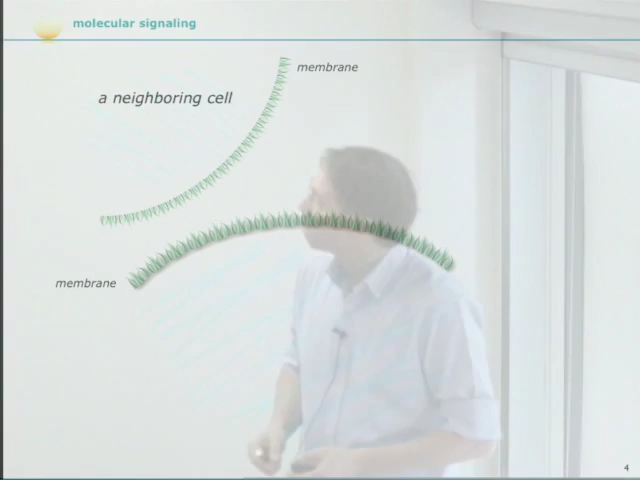 molecular signaling
membrane
a neighboring cell
membrane
4